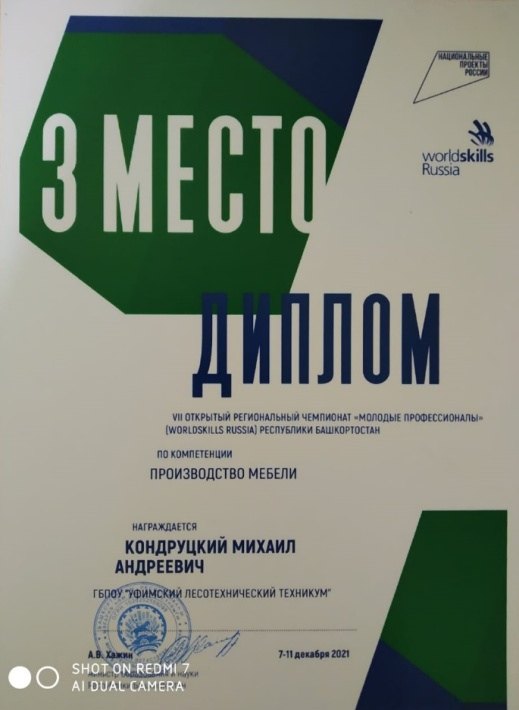 НАЦИОНАЛЬНЫЕ
ПРОЕКТЫ
РОССИИ
3 МЕСТО
worldskills
Russia
ДИПЛОМ
VII ОТКРЫТЫЙ РЕГИОНАЛЬНЫЙ ЧЕМПИОНАТ «МОЛОДЫЕ ПРОФЕССИОНАЛЫ»
(WORLDSKILLS RUSSIA) РЕСПУБЛИКИ БАШКОРТОСТАН
ПО КОМПЕТЕНЦИИ
ПРОИЗВОДСТВО МЕБЕЛИ
НАГРАЖДАЕТСЯ
КОНДРУЦКИЙ МИХАИЛ
АНДРЕЕВИЧ
ГБПОУ "УФИМСКИЙ ЛЕСОТЕХНИЧЕСКИЙ ТЕХНИКУМ"
А.В. Хажин
7-11 декабря 2021
образования и науки
SHOT ON REDMI 7
AI DUAL CAMERA